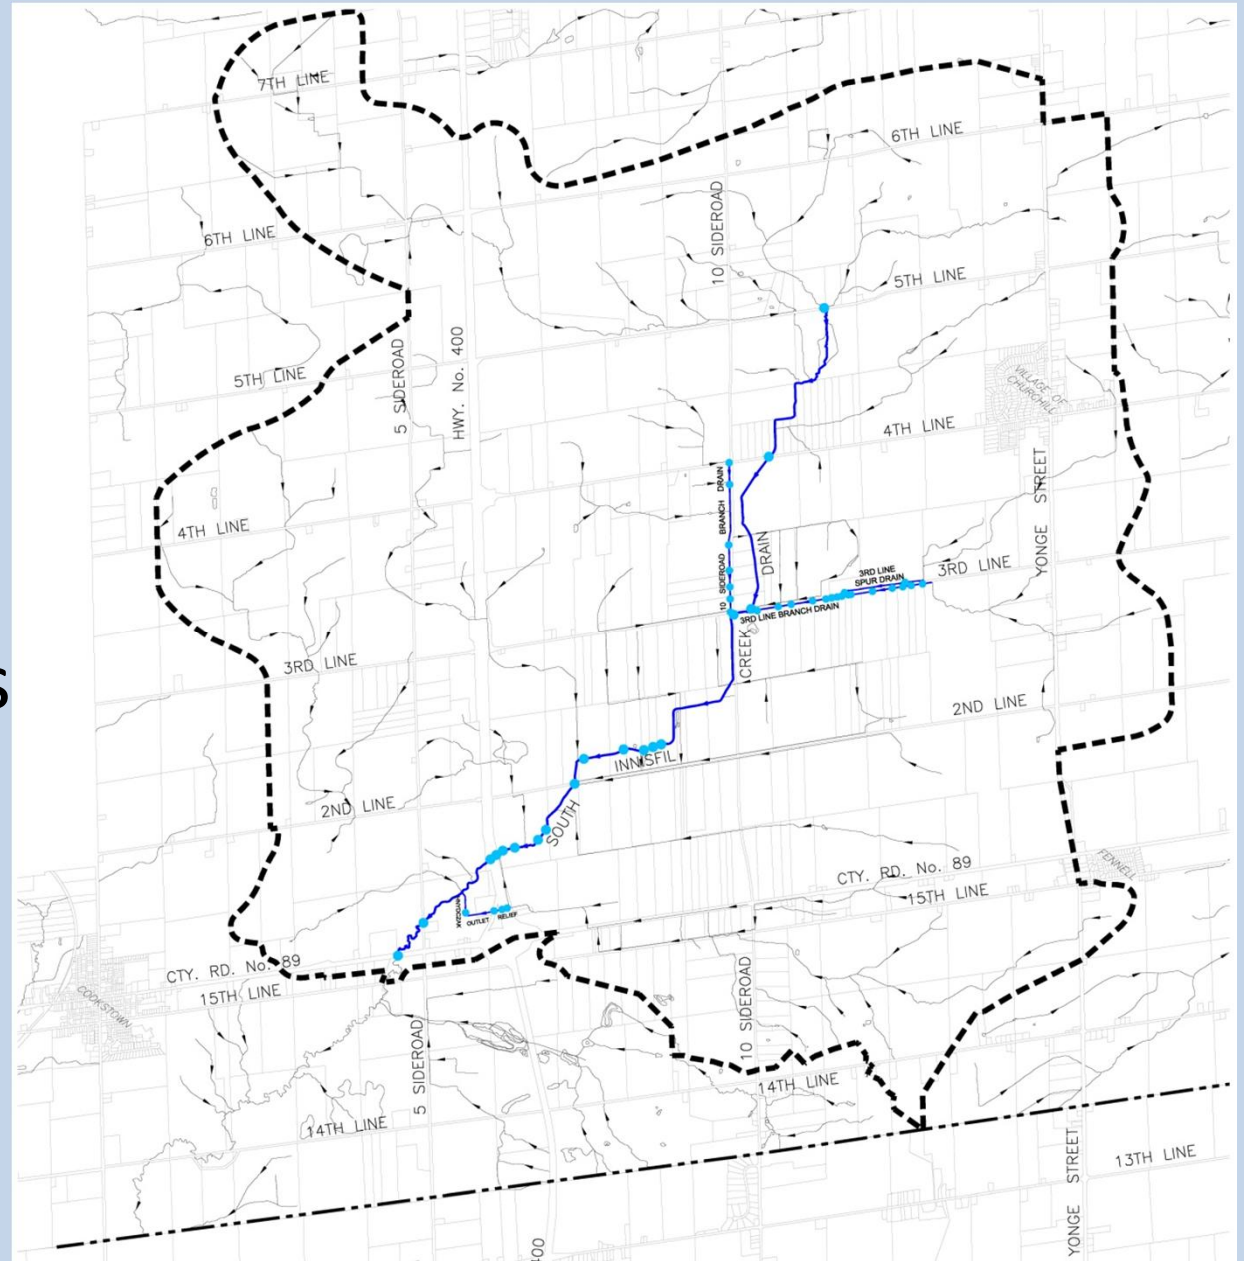 7TH LINE
6TH LINE
10 SIDEROAD
6TH LINE
5TH LINE
5 SIDEROAD
HWY. No. 400
5TH LINE
VILLAGE OF
CHURCHILL
4TH LINE
YONGE STREET
4TH LINE
10 SIDEROAD BRANCH DRAIN
DRAIN
3RD LINE
SPUR DRAIN
3RD LINE
3RD LINE BRANCH DRAIN
CREEK
3RD LINE
S
2ND LINE
INNISFIL
2ND LINE
SOUTH
CTY. RD. No. 89
FENNELL
15TH LINE
OUTLET
RELIEF
CTY. RD. No. 89
15TH LINE
COOKSTOWN
10 SIDEROAD
5 SIDEROAD
14TH LINE
14TH LINE
YONGE STREET
13TH LINE
400